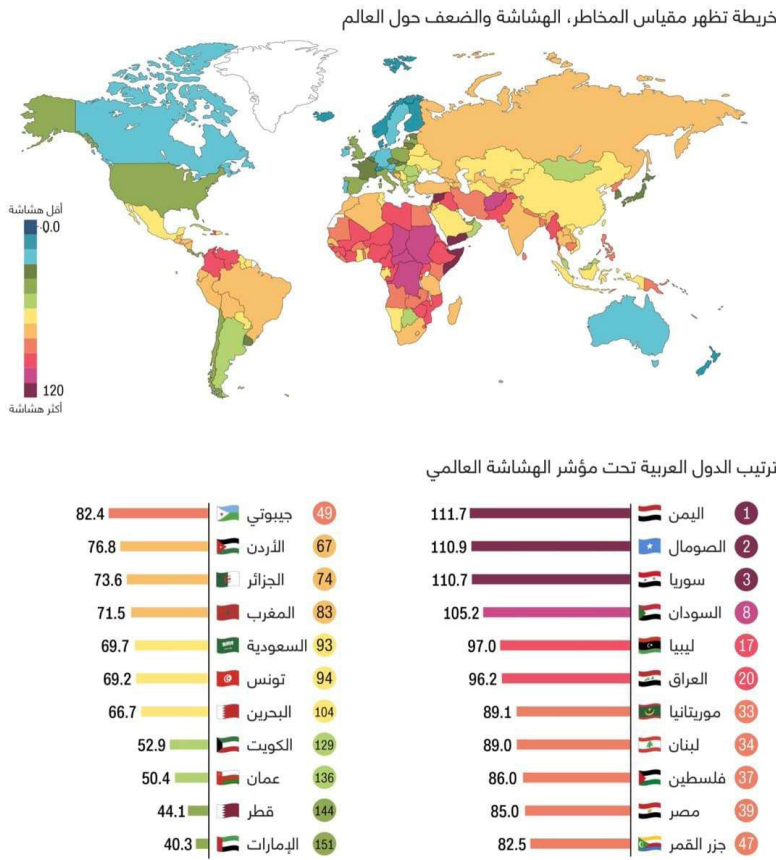 خريطة تظهر مقياس المخاطر، الهشاشة والضعف حول العالم
أقل هشاشة
0.0
120
أكثر هشاشة
ترتيب الدول العربية تحت مؤشر الهشاشة العالمي
1 اليمن 111.7
2 الصومال 110.9
3 سوريا 110.7
8 السودان 105.2
17 ليبيا 97.0
20 العراق 96.2
33 موريتانيا 89.1
34 لبنان 89.0
37 فلسطين 86.0
39 مصر 85.0
47 جزر القمر 82.5
49 جيبوتي 82.4
67 الأردن 76.8
74 الجزائر 73.6
83 المغرب 71.5
93 السعودية 69.7
94 تونس 69.2
104 البحرين 66.7
129 الكويت 52.9
136 عمان 50.4
144 قطر 44.1
151 الإمارات 40.3